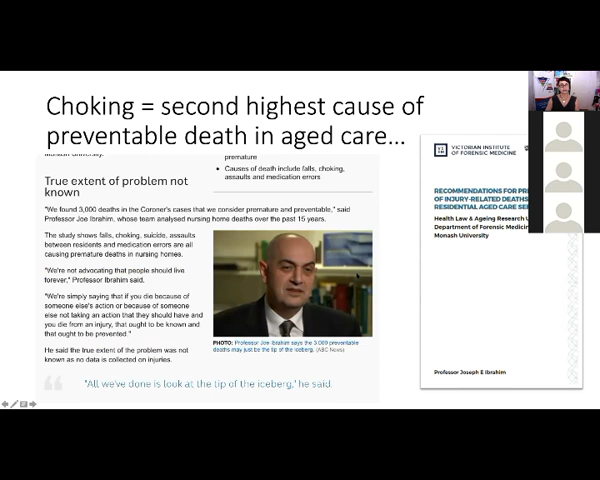 Choking = second highest cause of
preventable death in aged care...
Monash University.
premature
• Causes of death include falls, choking,
assaults and medication errors
True extent of problem not
known
"We found 3,000 deaths in the Coroner's cases that we consider premature and preventable," said
Professor Joe Ibrahim, whose team analysed nursing home deaths over the past 15 years.
The study shows falls, choking, suicide, assaults
between residents and medication errors are all
causing premature deaths in nursing homes.
"We're not advocating that people should live
forever," Professor Ibrahim said.
"We're simply saying that if you die because of
someone else's action or because of someone
else not taking an action that they should have and
you die from an injury, that ought to be known and
that ought to be prevented."
He said the true extent of the problem was not
known as no data is collected on injuries.
PHOTO: Professor Joe Ibrahim says the 3,000 preventable
deaths may just be the tip of the iceberg. (ABC News)
"All we've done is look at the tip of the iceberg," he said.
VICTORIAN INSTITUTE
OF FORENSIC MEDICINE
RECOMMENDATIONS FOR
OF INJURY-RELATED DEATHS
RESIDENTIAL AGED CARE
Health Law & Ageing Research
Department of Forensic
Monash University
Professor Joseph E Ibrahim